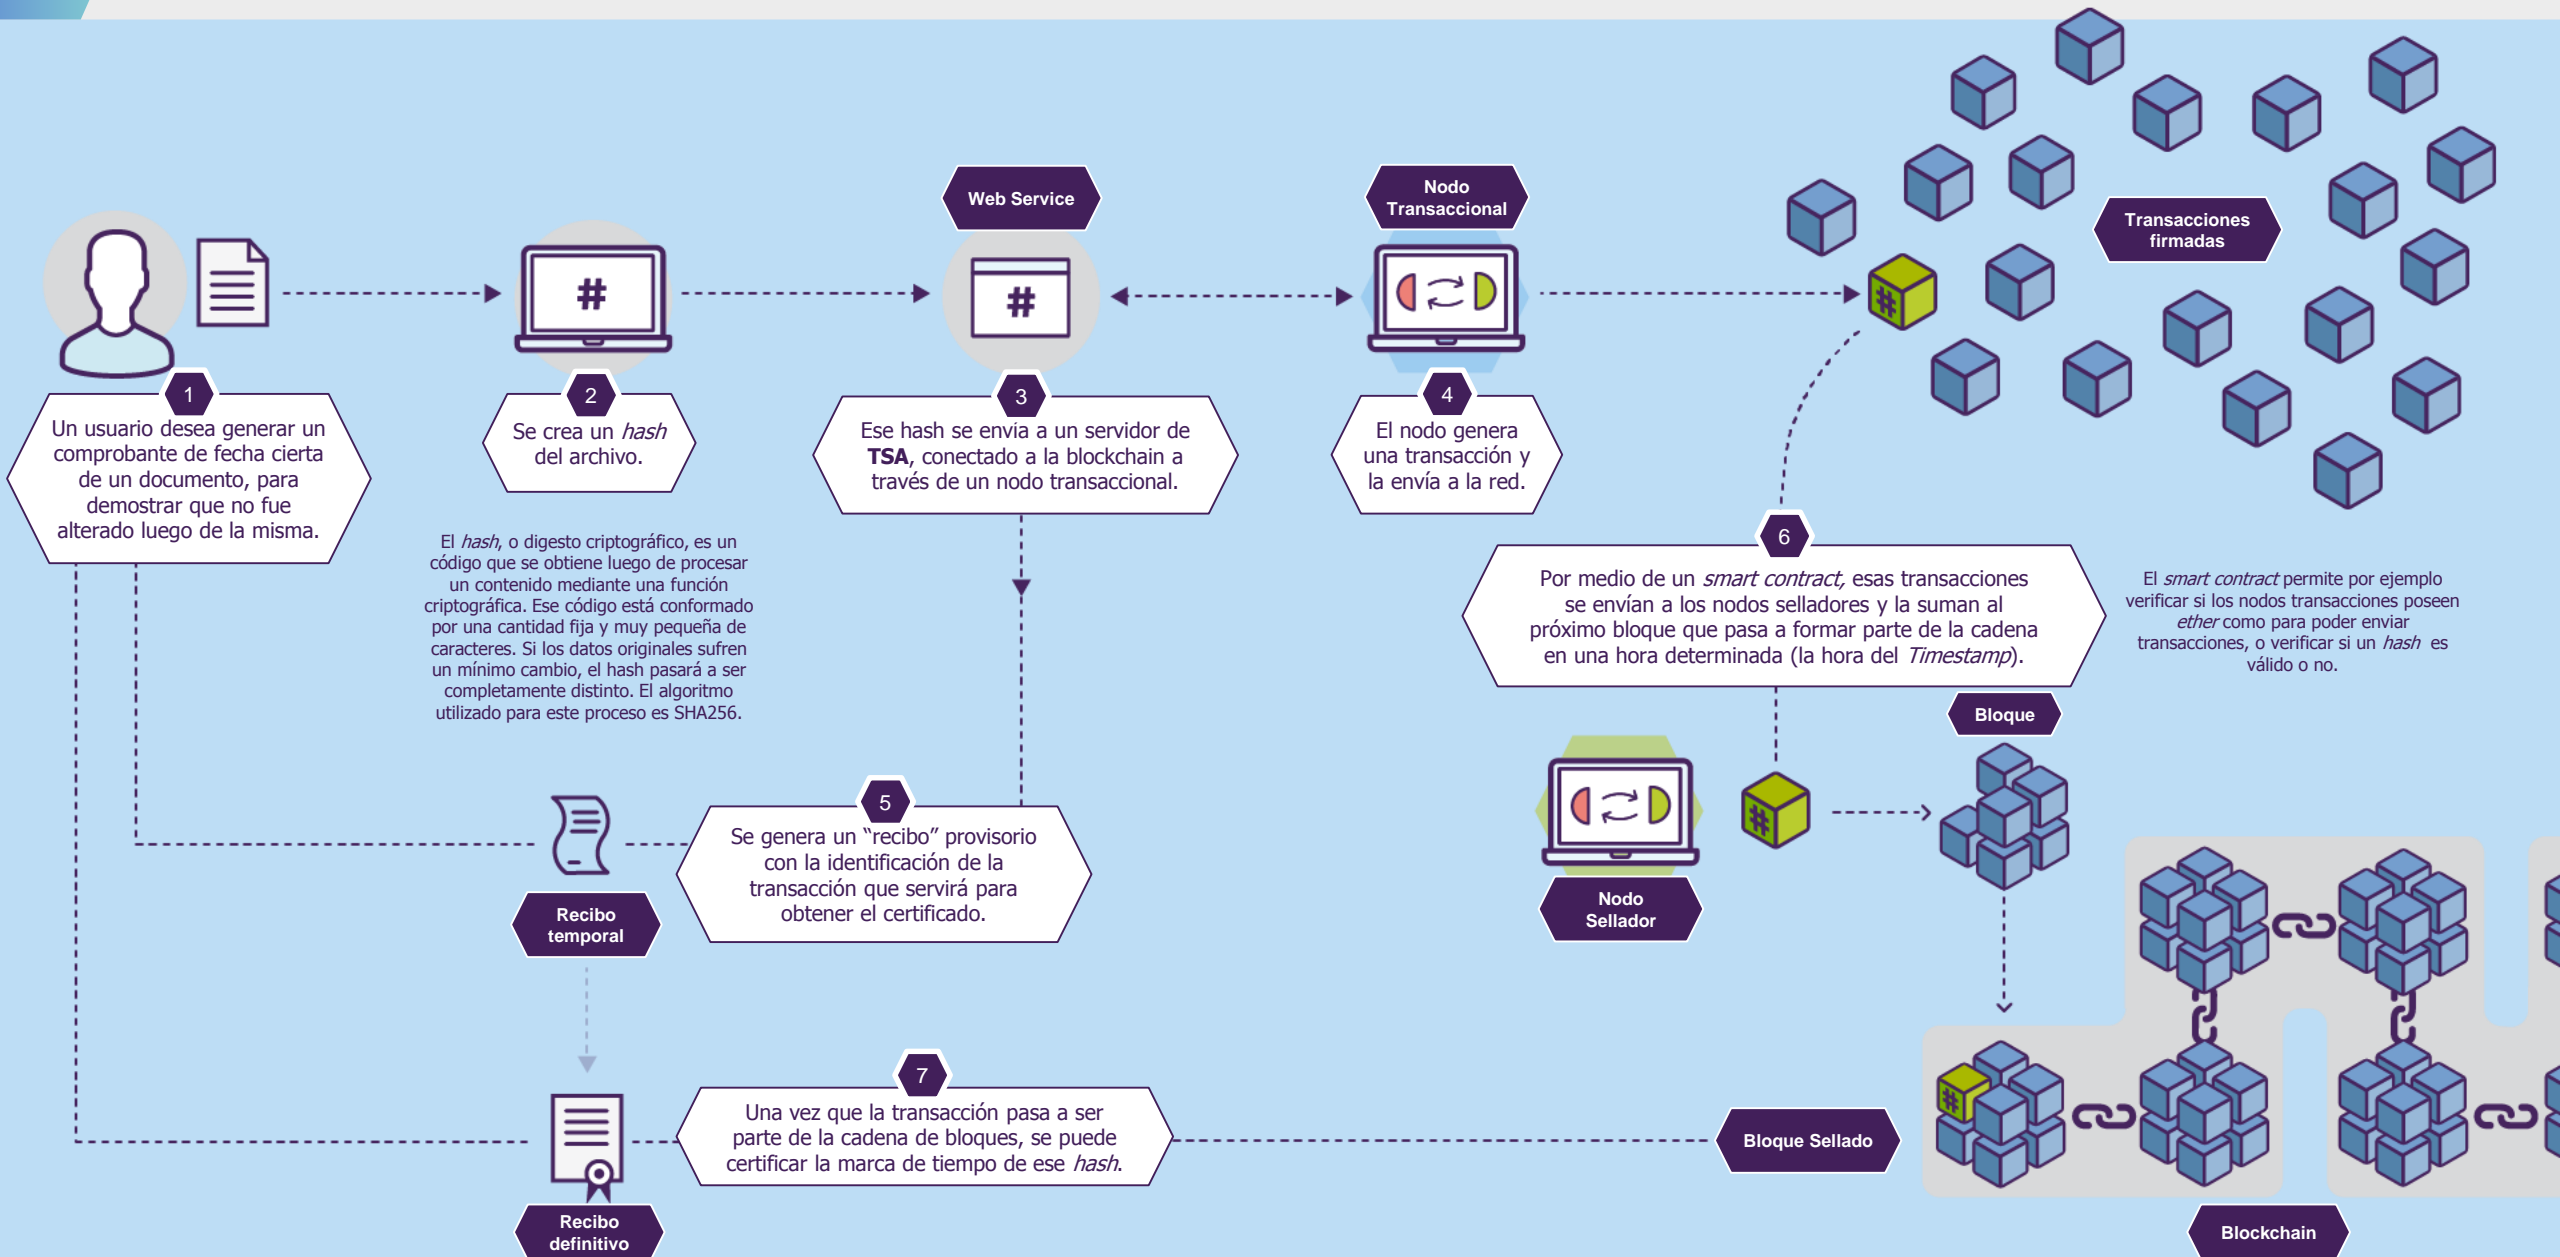 Web Service
Nodo
Transaccional
Transacciones
firmadas
#
#
#
1
Un usuario desea generar un
comprobante de fecha cierta
de un documento, para
demostrar que no fue
alterado luego de la misma.
2
Se crea un hash
del archivo.
El hash, o digesto criptográfico, es un
código que se obtiene luego de procesar
un contenido mediante una función
criptográfica. Ese código está conformado
por una cantidad fija y muy pequeña de
caracteres. Si los datos originales sufren
un mínimo cambio, el hash pasará a ser
completamente distinto. El algoritmo
utilizado para este proceso es SHA256.
3
Ese hash se envía a un servidor de
TSA, conectado a la blockchain a
través de un nodo transaccional.
4
El nodo genera
una transacción y
la envía a la red.
6
Por medio de un smart contract, esas transacciones
se envían a los nodos selladores y la suman al
próximo bloque que pasa a formar parte de la cadena
en una hora determinada (la hora del Timestamp).
El smart contract permite por ejemplo
verificar si los nodos transacciones poseen
ether como para poder enviar
transacciones, o verificar si un hash es
válido o no.
Bloque
#
Nodo
Sellador
5
Se genera un “recibo” provisorio
con la identificación de la
transacción que servirá para
obtener el certificado.
Recibo
temporal
7
Una vez que la transacción pasa a ser
parte de la cadena de bloques, se puede
certificar la marca de tiempo de ese hash.
Bloque Sellado
#
Recibo
definitivo
Blockchain